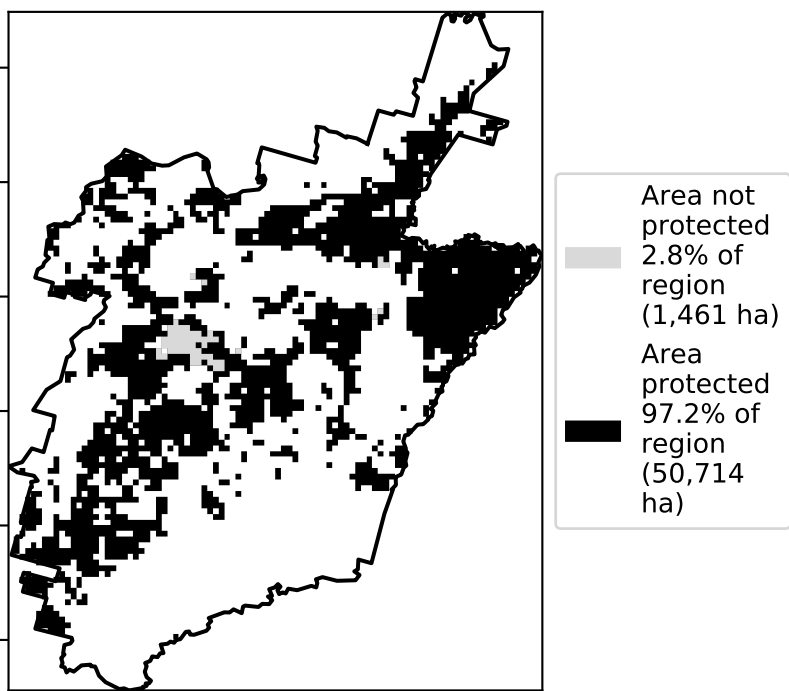 Area not
protected
2.8% of
region
(1,461 ha)
Area
protected
97.2% of
region
(50,714
ha)